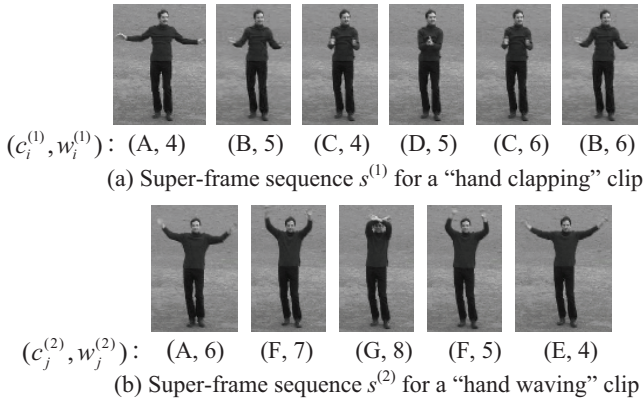 (c_i^{(1)}, w_i^{(1)}): (A, 4) (B, 5) (C, 4) (D, 5) (C, 6) (B, 6)
(a) Super-frame sequence s^{(1)} for a “hand clapping” clip
(c_j^{(2)}, w_j^{(2)}): (A, 6) (F, 7) (G, 8) (F, 5) (E, 4)
(b) Super-frame sequence s^{(2)} for a “hand waving” clip